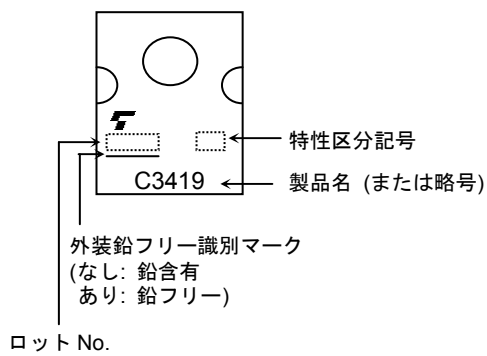 特性区分記号
C3419
製品名 (または略号)
外装鉛フリー識別マーク
(なし: 鉛含有
あり: 鉛フリー)
ロット No.